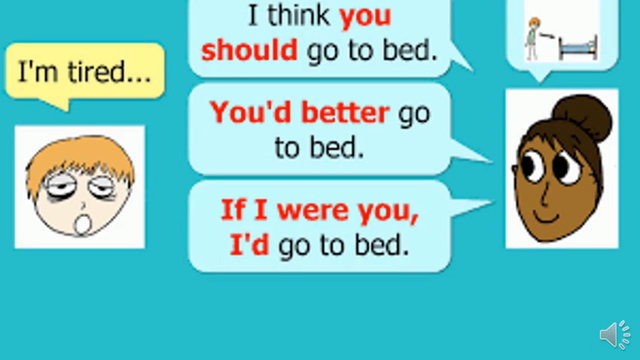 I'm tired...
I think you
should go to bed.
You'd better go
to bed.
If I were you,
I'd go to bed.